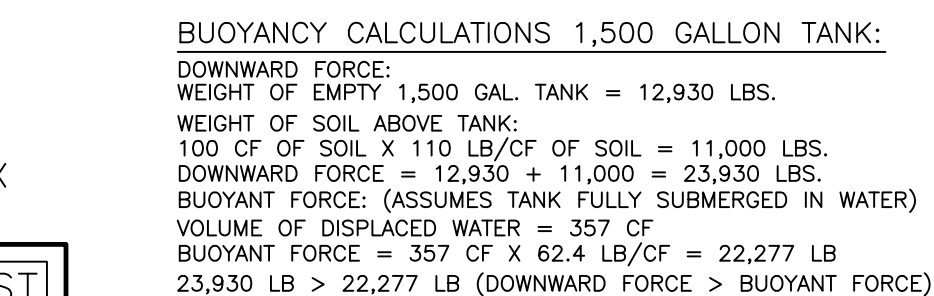 BUOYANCY CALCULATIONS 1,500 GALLON TANK:
DOWNWARD FORCE:
WEIGHT OF EMPTY 1,500 GAL. TANK = 12,930 LBS.
WEIGHT OF SOIL ABOVE TANK:
100 CF OF SOIL X 110 LB/CF OF SOIL = 11,000 LBS.
DOWNWARD FORCE = 12,930 + 11,000 = 23,930 LBS.
BUOYANT FORCE: (ASSUMES TANK FULLY SUBMERGED IN WATER)
VOLUME OF DISPLACED WATER = 357 CF
BUOYANT FORCE = 357 CF X 62.4 LB/CF = 22,277 LB
23,930 LB > 22,277 LB (DOWNWARD FORCE > BUOYANT FORCE)